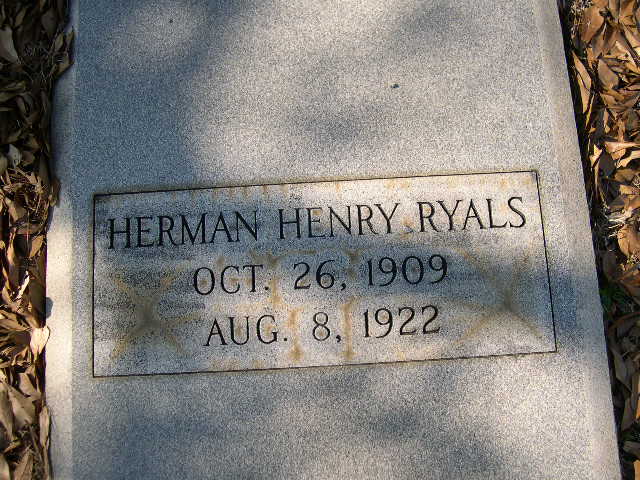 HERMAN HENRY RYALS
OCT. 26, 1909
AUG. 8, 1922